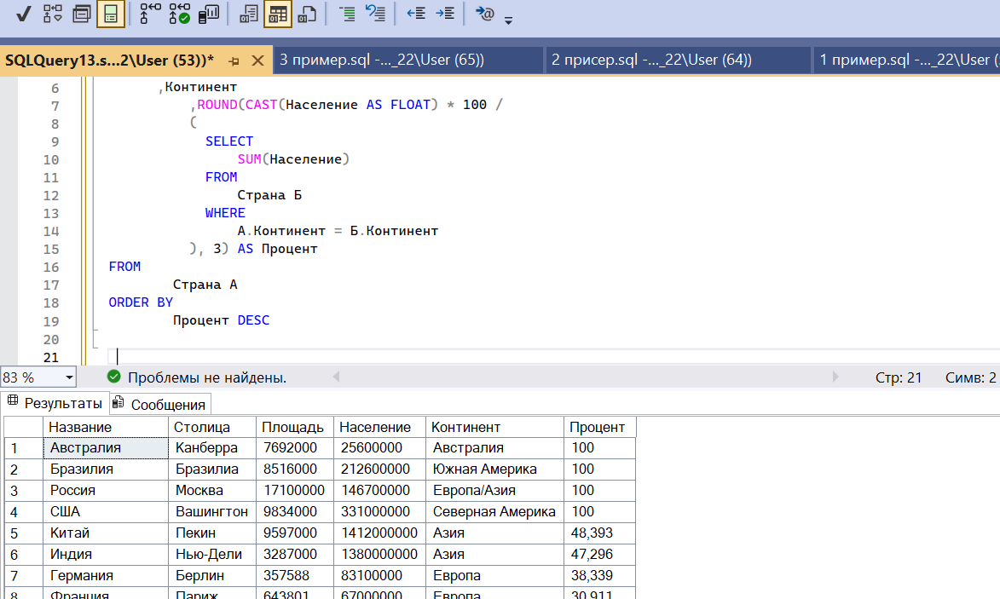 SQLQuery13.s...2\User (53))* 3 пример.sql -..._22\User (65)) 2 присер.sql -..._22\User (64)) 1 пример.sql -..._22\User (
6 ,Континент
7 ,ROUND(CAST(Население AS FLOAT) * 100 /
8 (
9 SELECT
10 SUM(Население)
11 FROM
12 Страна Б
13 WHERE
14 А.Континент = Б.Континент
15 ), 3) AS Процент
16 FROM
17 Страна А
18 ORDER BY
19 Процент DESC
20
21
83 % Проблемы не найдены. Стр: 21 Симв: 2
Результаты Сообщения
Название Столица Площадь Население Континент Процент
1 Австралия Канберра 7692000 25600000 Австралия 100
2 Бразилия Бразилиа 8516000 212600000 Южная Америка 100
3 Россия Москва 17100000 146700000 Европа/Азия 100
4 США Вашингтон 9834000 331000000 Северная Америка 100
5 Китай Пекин 9597000 1412000000 Азия 48,393
6 Индия Нью-Дели 3287000 1380000000 Азия 47,296
7 Германия Берлин 357588 83100000 Европа 38,339
8 Франция Париж 643801 67000000 Европа 30,911